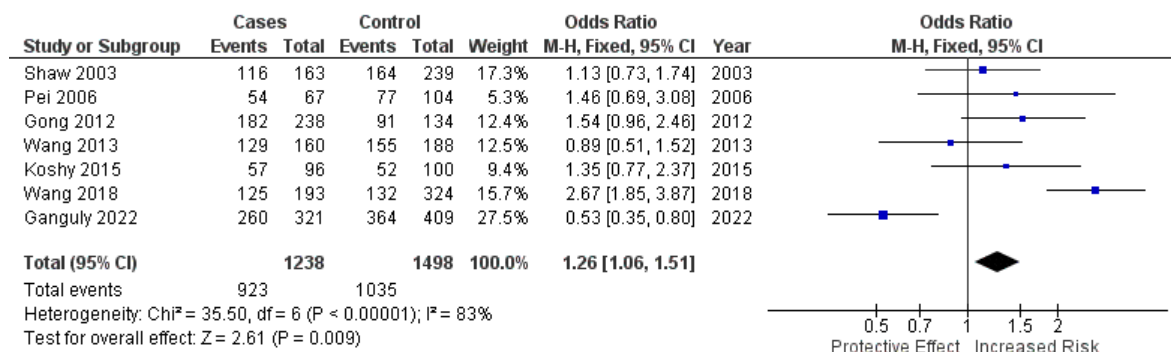 Cases Control Odds Ratio Odds Ratio
Study or Subgroup Events Total Events Total Weight M-H, Fixed, 95% CI Year M-H, Fixed, 95% CI
Shaw 2003 116 163 164 239 17.3% 1.13 [0.73, 1.74] 2003
Pei 2006 54 67 77 104 5.3% 1.46 [0.69, 3.08] 2006
Gong 2012 182 238 91 134 12.4% 1.54 [0.96, 2.46] 2012
Wang 2013 129 160 155 188 12.5% 0.89 [0.51, 1.52] 2013
Koshy 2015 57 96 52 100 9.4% 1.35 [0.77, 2.37] 2015
Wang 2018 125 193 132 324 15.7% 2.67 [1.85, 3.87] 2018
Ganguly 2022 260 321 364 409 27.5% 0.53 [0.35, 0.80] 2022
Total (95% CI) 1238 1498 100.0% 1.26 [1.06, 1.51]
Total events 923 1035
Heterogeneity: Chi² = 35.50, df = 6 (P < 0.00001); I² = 83%
Test for overall effect: Z = 2.61 (P = 0.009)
0.5 0.7 1 1.5 2
Protective Effect Increased Risk